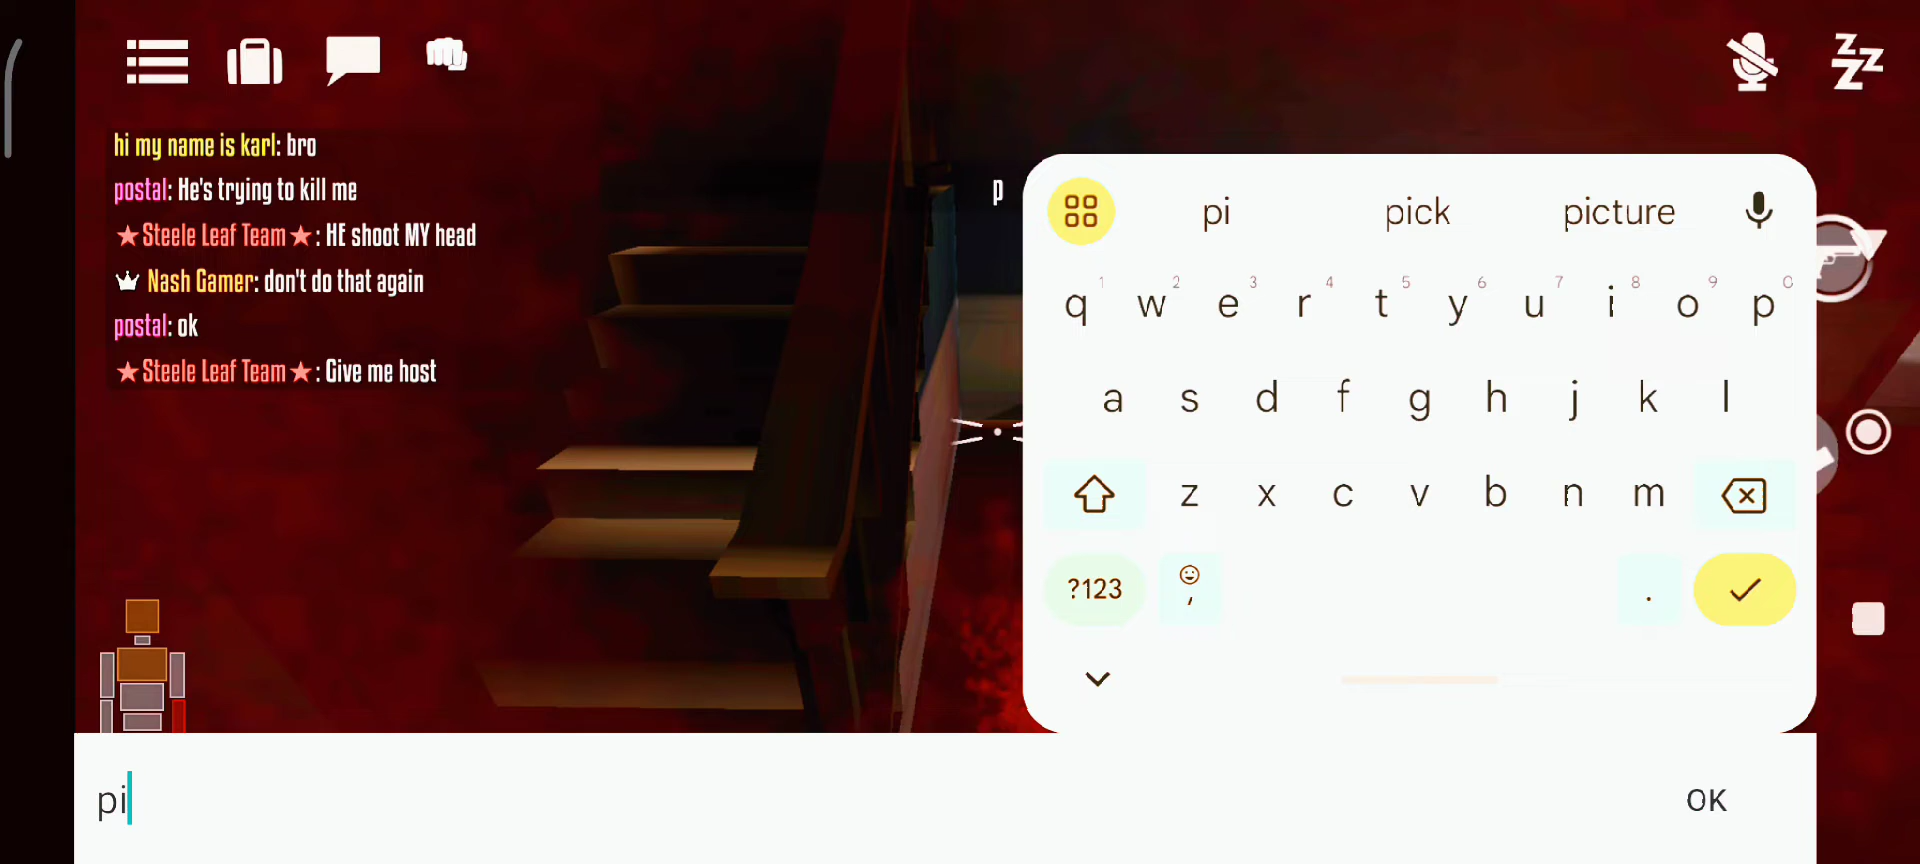 hi my name is karl: bro
postal: He's trying to kill me
★Steele Leaf Team★: HE shoot MY head
Nash Gamer: don't do that again
postal: ok
★Steele Leaf Team★: Give me host
p
zzz
pi pick picture
1 2 3 4 5 6 7 8 9 0
q w e r t y u i o p
a s d f g h j k l
z x c v b n m
?123 , .
pi
OK